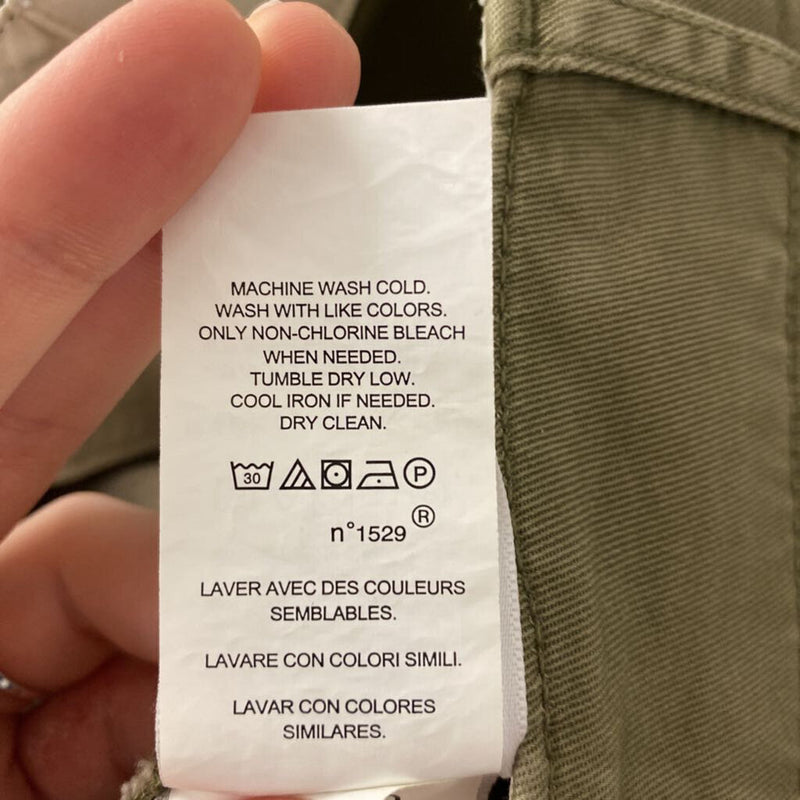 MACHINE WASH COLD.
WASH WITH LIKE COLORS.
ONLY NON-CHLORINE BLEACH
WHEN NEEDED.
TUMBLE DRY LOW.
COOL IRON IF NEEDED.
DRY CLEAN.
30 P
n°1529®
LAVER AVEC DES COULEURS
SEMBLABLES.
LAVARE CON COLORI SIMILI.
LAVAR CON COLORES
SIMILARES.